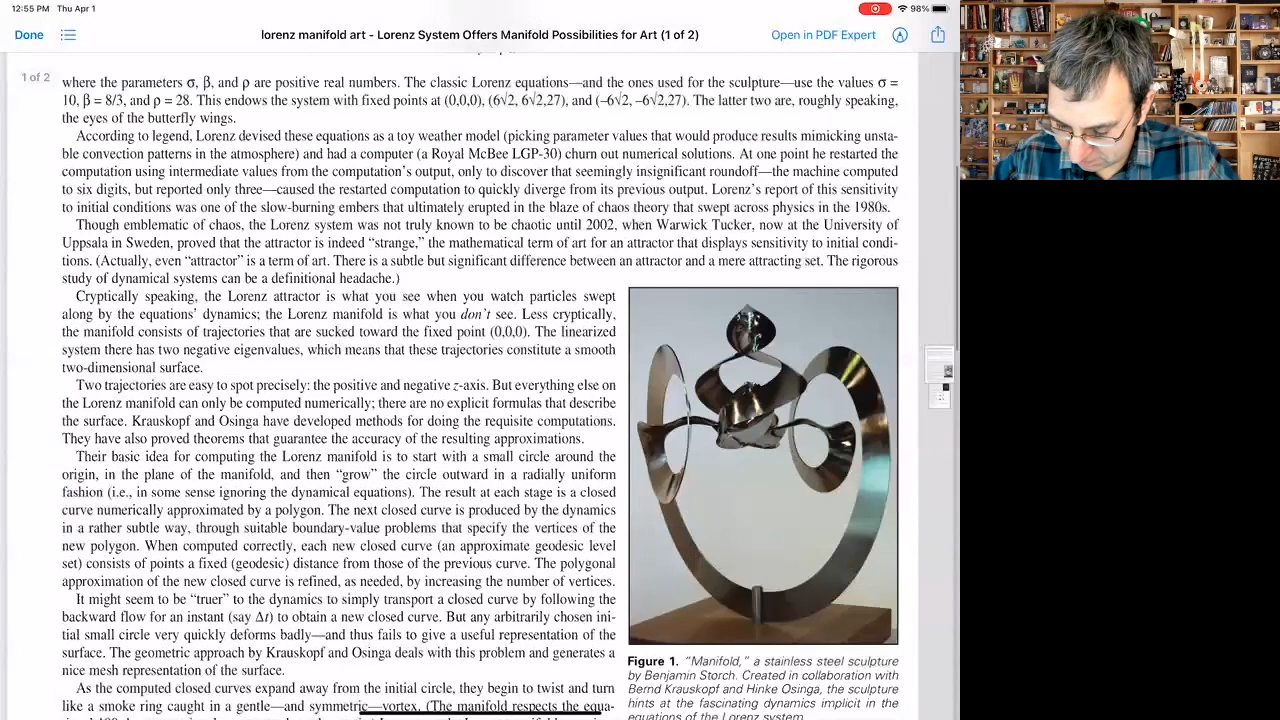 12:55 PM Thu Apr 1
98%
Done
lorenz manifold art - Lorenz System Offers Manifold Possibilities for Art (1 of 2)
Open in PDF Expert
1 of 2
where the parameters σ, β, and ρ are positive real numbers. The classic Lorenz equations—and the ones used for the sculpture—use the values σ =
10, β = 8/3, and ρ = 28. This endows the system with fixed points at (0,0,0), (6√2, 6√2,27), and (–6√2, –6√2,27). The latter two are, roughly speaking,
the eyes of the butterfly wings.
According to legend, Lorenz devised these equations as a toy weather model (picking parameter values that would produce results mimicking unsta-
ble convection patterns in the atmosphere) and had a computer (a Royal McBee LGP-30) churn out numerical solutions. At one point he restarted the
computation using intermediate values from the computation's output, only to discover that seemingly insignificant roundoff—the machine computed
to six digits, but reported only three—caused the restarted computation to quickly diverge from its previous output. Lorenz's report of this sensitivity
to initial conditions was one of the slow-burning embers that ultimately erupted in the blaze of chaos theory that swept across physics in the 1980s.
Though emblematic of chaos, the Lorenz system was not truly known to be chaotic until 2002, when Warwick Tucker, now at the University of
Uppsala in Sweden, proved that the attractor is indeed "strange," the mathematical term of art for an attractor that displays sensitivity to initial condi-
tions. (Actually, even "attractor" is a term of art. There is a subtle but significant difference between an attractor and a mere attracting set. The rigorous
study of dynamical systems can be a definitional headache.)
Cryptically speaking, the Lorenz attractor is what you see when you watch particles swept
along by the equations' dynamics; the Lorenz manifold is what you don't see. Less cryptically,
the manifold consists of trajectories that are sucked toward the fixed point (0,0,0). The linearized
system there has two negative eigenvalues, which means that these trajectories constitute a smooth
two-dimensional surface.
Two trajectories are easy to spot precisely: the positive and negative z-axis. But everything else on
the Lorenz manifold can only be computed numerically; there are no explicit formulas that describe
the surface. Krauskopf and Osinga have developed methods for doing the requisite computations.
They have also proved theorems that guarantee the accuracy of the resulting approximations.
Their basic idea for computing the Lorenz manifold is to start with a small circle around the
origin, in the plane of the manifold, and then "grow" the circle outward in a radially uniform
fashion (i.e., in some sense ignoring the dynamical equations). The result at each stage is a closed
curve numerically approximated by a polygon. The next closed curve is produced by the dynamics
in a rather subtle way, through suitable boundary-value problems that specify the vertices of the
new polygon. When computed correctly, each new closed curve (an approximate geodesic level
set) consists of points a fixed (geodesic) distance from those of the previous curve. The polygonal
approximation of the new closed curve is refined, as needed, by increasing the number of vertices.
It might seem to be "truer" to the dynamics to simply transport a closed curve by following the
backward flow for an instant (say Δt) to obtain a new closed curve. But any arbitrarily chosen ini-
tial small circle very quickly deforms badly—and thus fails to give a useful representation of the
surface. The geometric approach by Krauskopf and Osinga deals with this problem and generates a
nice mesh representation of the surface.
As the computed closed curves expand away from the initial circle, they begin to twist and turn
like a smoke ring caught in a gentle—and symmetric—vortex. (The manifold respects the equa-
Figure 1. "Manifold," a stainless steel sculpture
by Benjamin Storch. Created in collaboration with
Bernd Krauskopf and Hinke Osinga, the sculpture
hints at the fascinating dynamics implicit in the
equations of the Lorenz system.